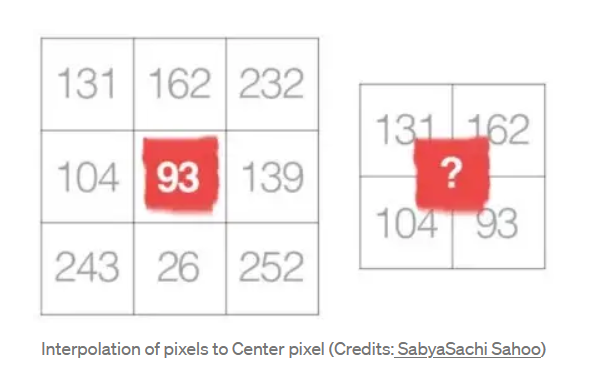 131 162 232
104 93 139
243 26 252
131 162
?
104 93
Interpolation of pixels to Center pixel (Credits: SabyaSachi Sahoo)